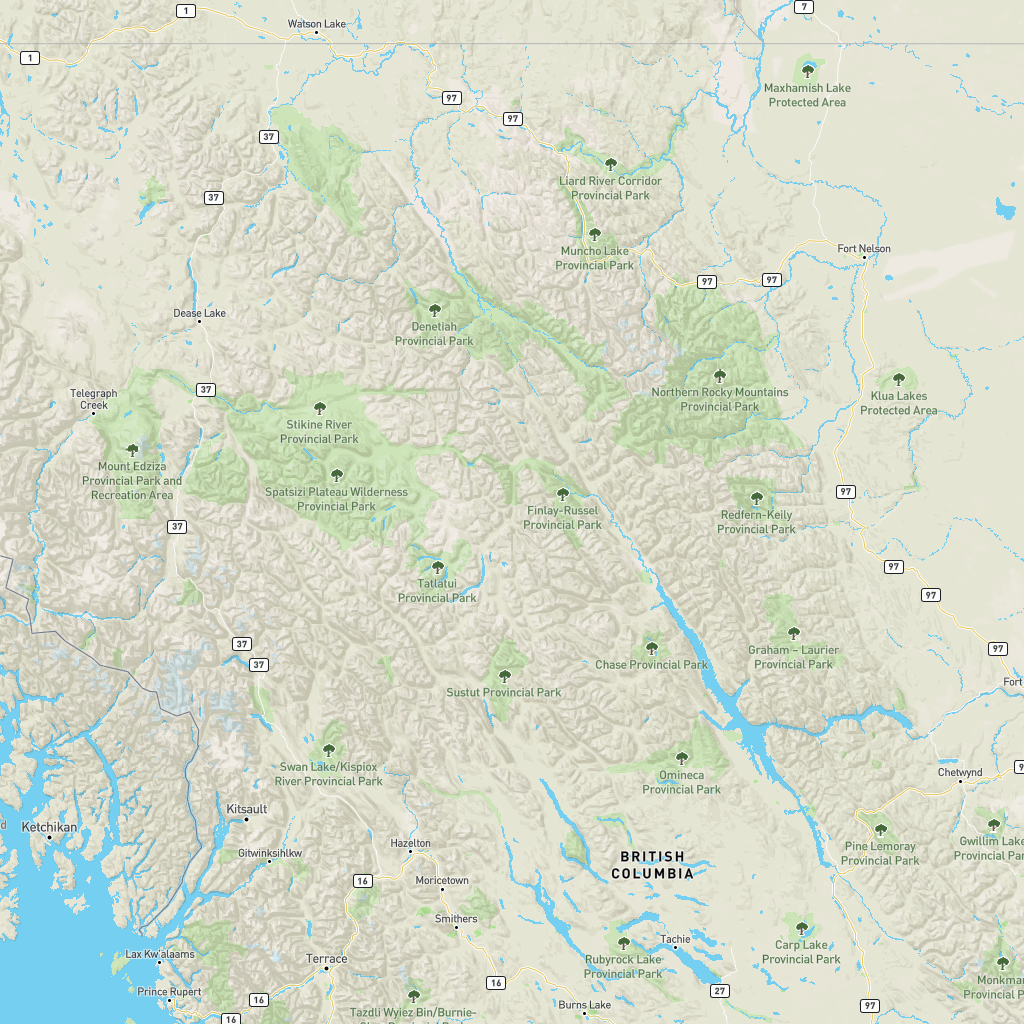 7
1
Watson Lake
1
Maxhamish Lake
Protected Area
97
97
37
Liard River Corridor
Provincial Park
37
Muncho Lake
Provincial Park
Fort Nelson
97
97
Dease Lake
Denetiah
Provincial Park
Telegraph
Creek
37
Northern Rocky Mountains
Provincial Park
Klua Lakes
Protected Area
Stikine River
Provincial Park
Mount Edziza
Provincial Park and
Recreation Area
Spatsizi Plateau Wilderness
Provincial Park
97
Finlay-Russel
Provincial Park
Redfern-Keily
Provincial Park
37
97
Tatlatui
Provincial Park
97
37
37
Chase Provincial Park
Graham – Laurier
Provincial Park
97
Sustut Provincial Park
Fort
Swan Lake/Kispiox
River Provincial Park
Omineca
Provincial Park
9
Chetwynd
Kitsault
d
Ketchikan
Pine Lemoray
Provincial Park
Gwillim Lake
Provincial Par
Hazelton
Gitwinksihlkw
BRITISH
COLUMBIA
16
Moricetown
Smithers
Lax Kw'alaams
Terrace
Tachie
Rubyrock Lake
Provincial Park
Carp Lake
Provincial Park
Prince Rupert
16
16
27
Monkman
Provincial P
16
Tazdli Wyiez Bin/Burnie-
Burns Lake
97